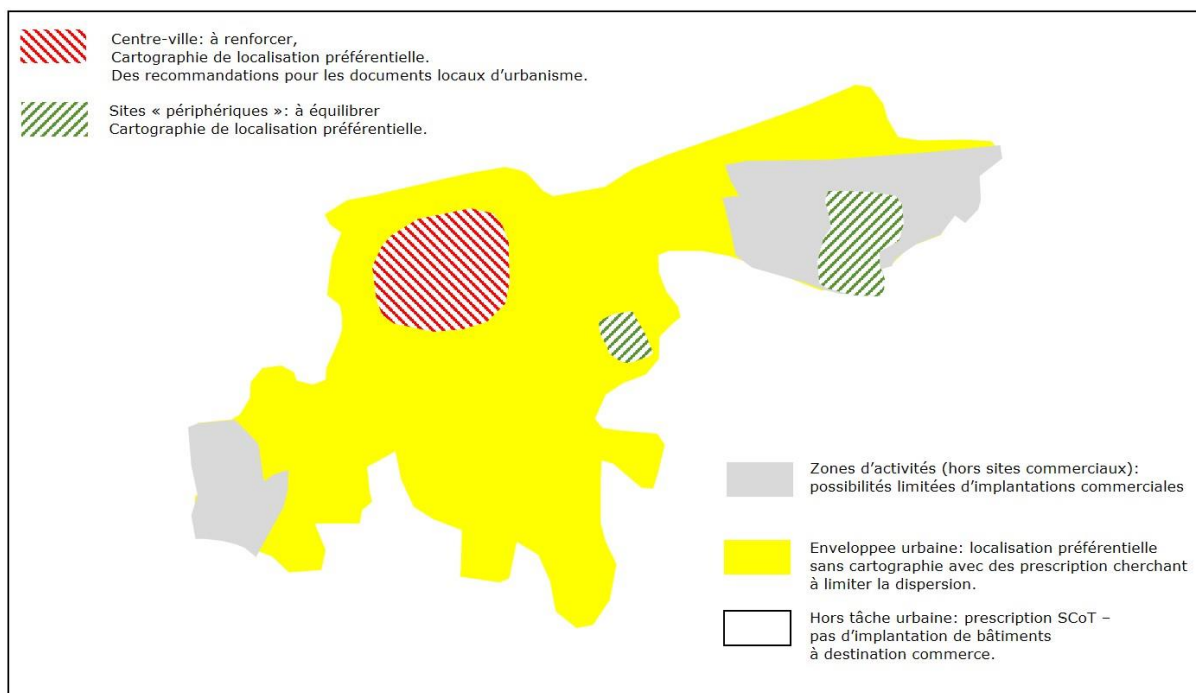 Centre-ville: à renforcer,
Cartographie de localisation préférentielle.
Des recommandations pour les documents locaux d'urbanisme.
Sites « périphériques »: à équilibrer
Cartographie de localisation préférentielle.
Zones d'activités (hors sites commerciaux):
possibilités limitées d'implantations commerciales
Enveloppee urbaine: localisation préférentielle
sans cartographie avec des prescription cherchant
à limiter la dispersion.
Hors tâche urbaine: prescription SCoT –
pas d'implantation de bâtiments
à destination commerce.